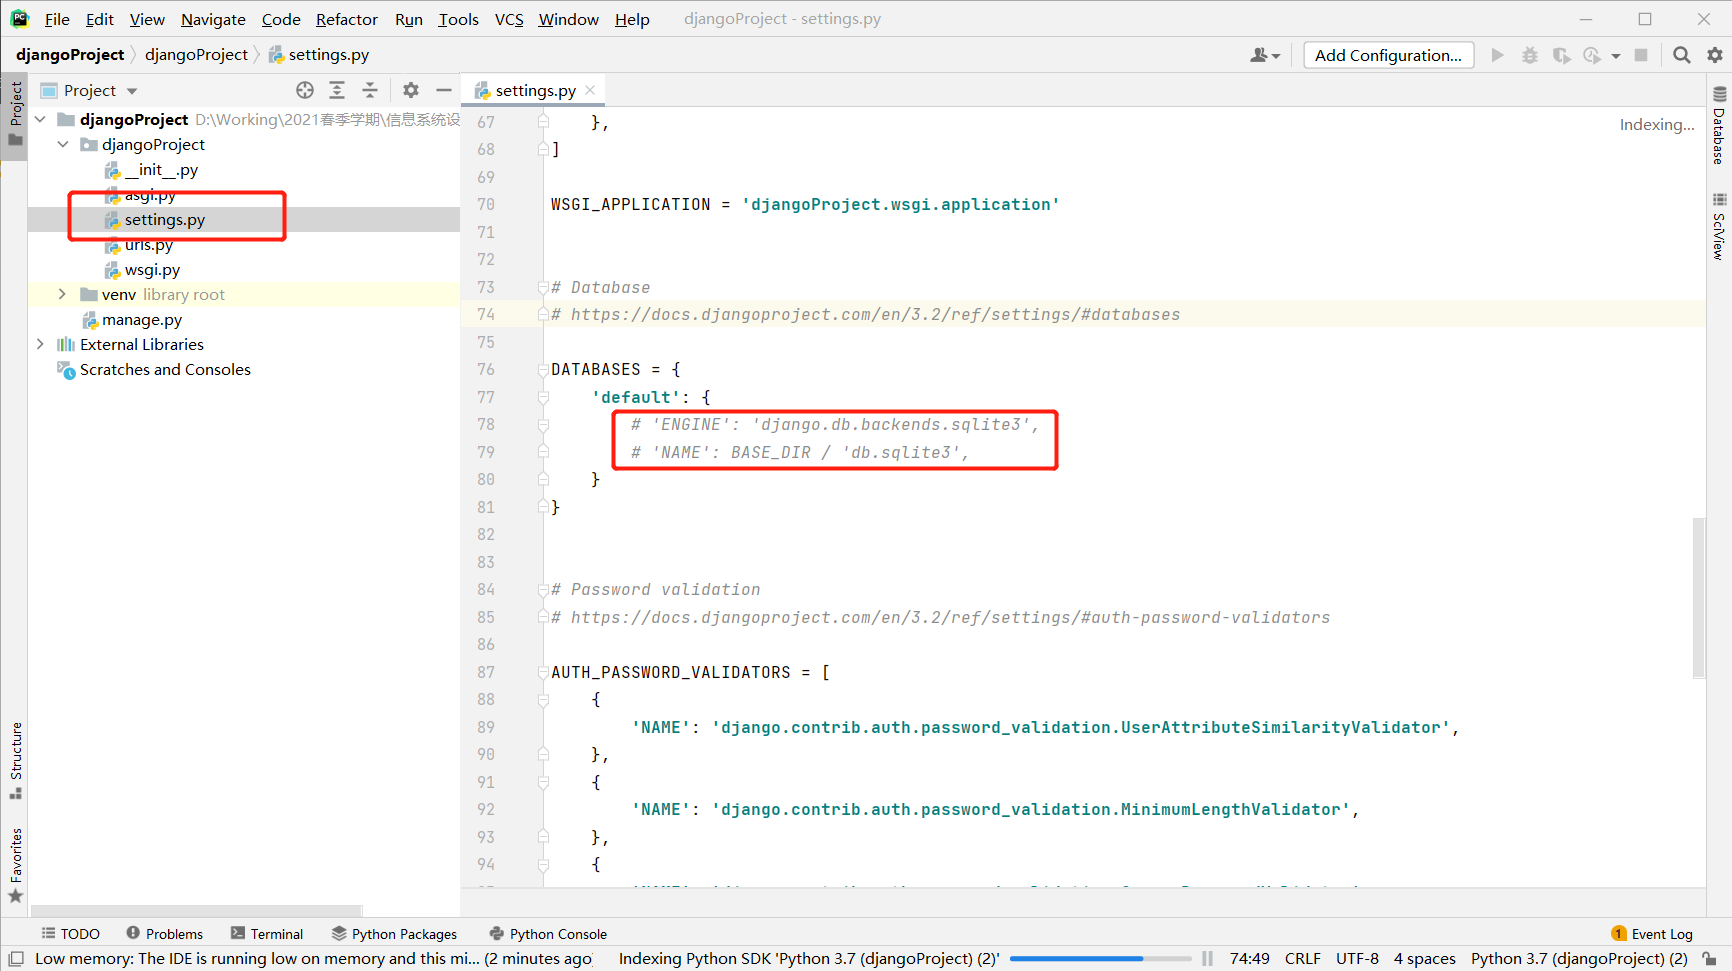 File Edit View Navigate Code Refactor Run Tools VCS Window Help djangoProject - settings.py
djangoProject djangoProject settings.py Add Configuration...
Project
Project
settings.py
djangoProject D:\Working\2021春季学期\信息系统设
djangoProject
__init__.py
asgi.py
settings.py
urls.py
wsgi.py
venv library root
manage.py
External Libraries
Scratches and Consoles
Structure
Favorites
Indexing...
67 },
68 ]
69
70 WSGI_APPLICATION = 'djangoProject.wsgi.application'
71
72
73 # Database
74 # https://docs.djangoproject.com/en/3.2/ref/settings/#databases
75
76 DATABASES = {
77 'default': {
78 # 'ENGINE': 'django.db.backends.sqlite3',
79 # 'NAME': BASE_DIR / 'db.sqlite3',
80 }
81 }
82
83
84 # Password validation
85 # https://docs.djangoproject.com/en/3.2/ref/settings/#auth-password-validators
86
87 AUTH_PASSWORD_VALIDATORS = [
88 {
89 'NAME': 'django.contrib.auth.password_validation.UserAttributeSimilarityValidator',
90 },
91 {
92 'NAME': 'django.contrib.auth.password_validation.MinimumLengthValidator',
93 },
94 {
Database
SciView
TODO Problems Terminal Python Packages Python Console 1 Event Log
Low memory: The IDE is running low on memory and this mi... (2 minutes ago) Indexing Python SDK 'Python 3.7 (djangoProject) (2)' 74:49 CRLF UTF-8 4 spaces Python 3.7 (djangoProject) (2)